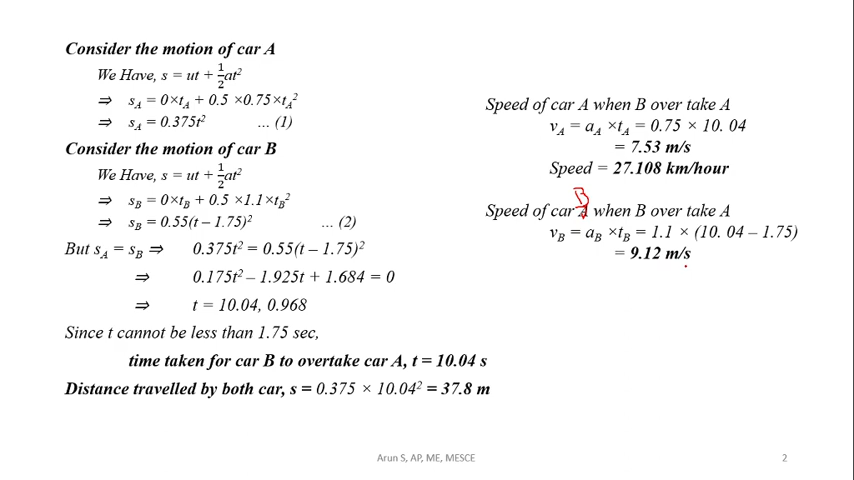 Consider the motion of car A
We Have, s = ut + 1/2 at²
⇒ s_A = 0×t_A + 0.5 ×0.75×t_A²
⇒ s_A = 0.375t² … (1)
Consider the motion of car B
We Have, s = ut + 1/2 at²
⇒ s_B = 0×t_B + 0.5 ×1.1×t_B²
⇒ s_B = 0.55(t – 1.75)² … (2)
But s_A = s_B ⇒ 0.375t² = 0.55(t – 1.75)²
⇒ 0.175t² – 1.925t + 1.684 = 0
⇒ t = 10.04, 0.968
Since t cannot be less than 1.75 sec,
time taken for car B to overtake car A, t = 10.04 s
Distance travelled by both car, s = 0.375 × 10.04² = 37.8 m
Speed of car A when B over take A
v_A = a_A ×t_A = 0.75 × 10. 04
= 7.53 m/s
Speed = 27.108 km/hour
B
Speed of car A when B over take A
v_B = a_B ×t_B = 1.1 × (10. 04 – 1.75)
= 9.12 m/s
Arun S, AP, ME, MESCE
2